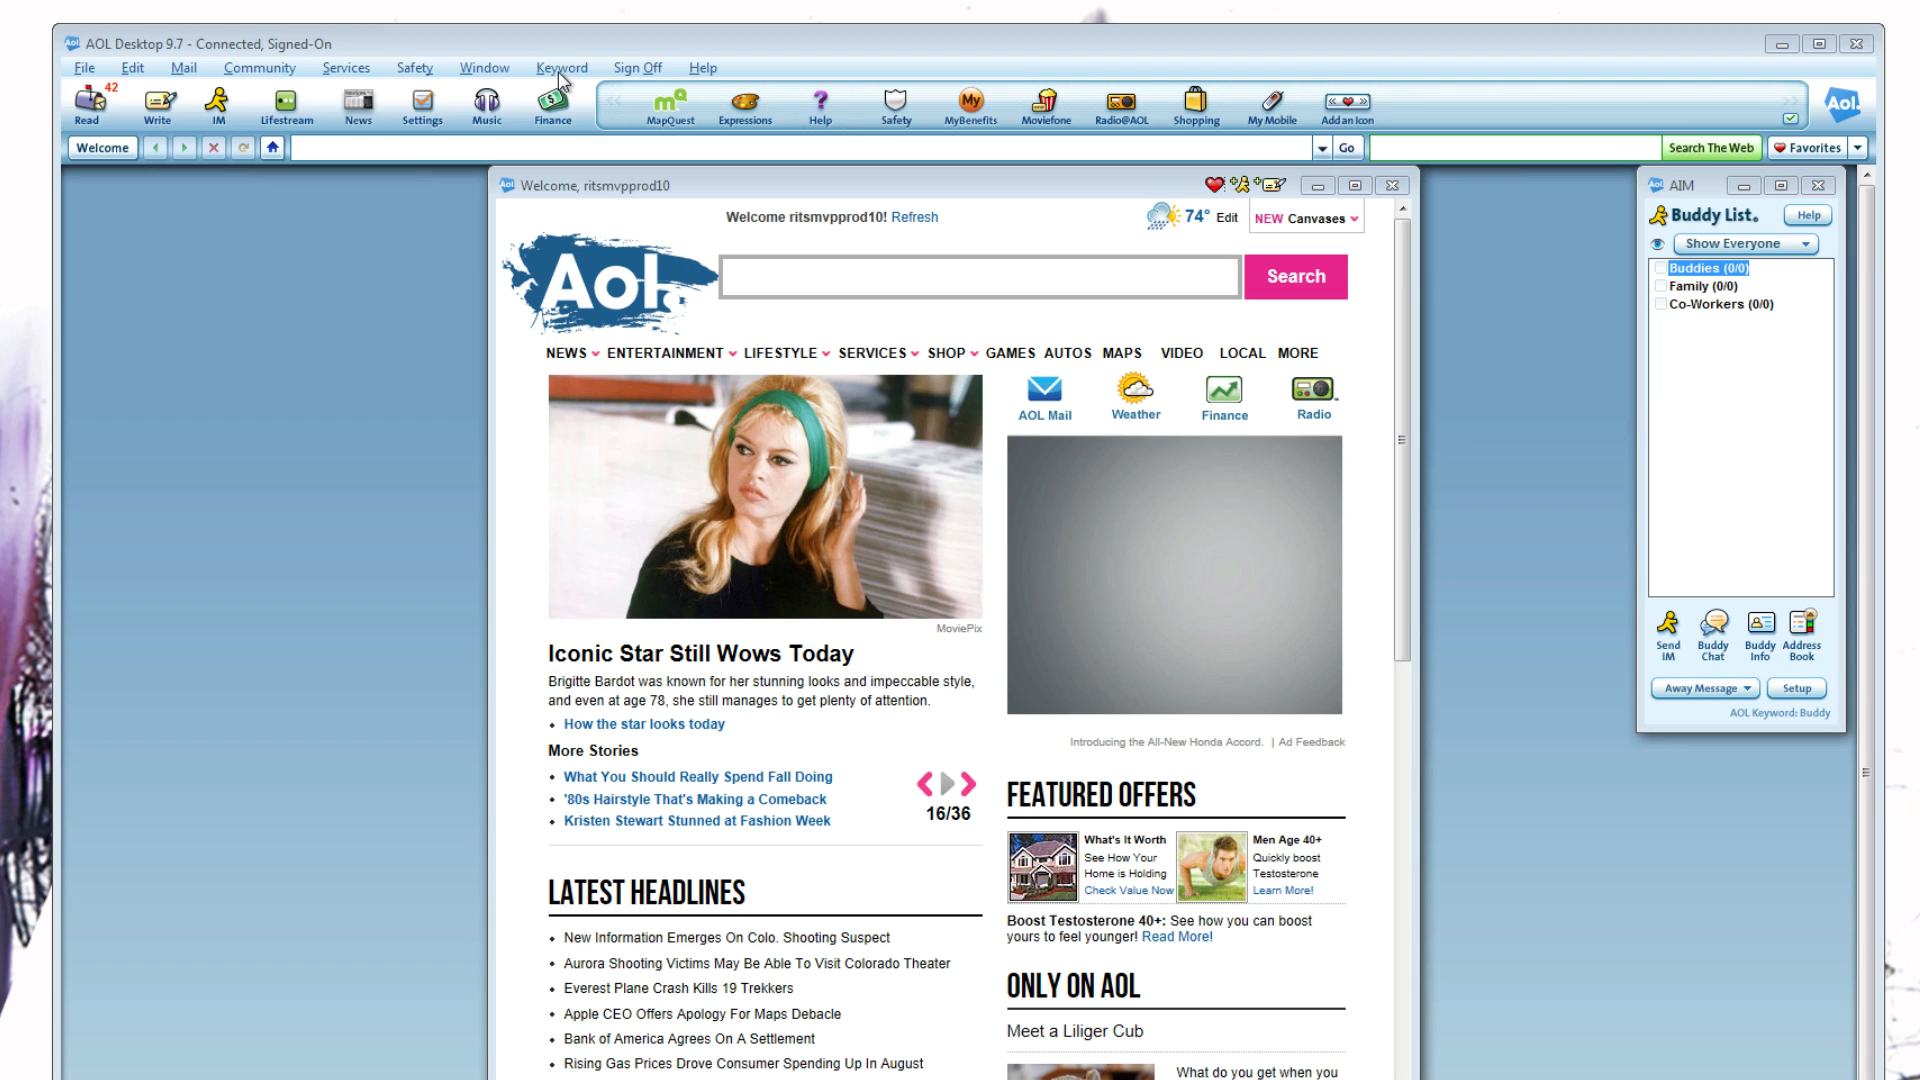 Aol. AOL Desktop 9.7 - Connected, Signed-On
File Edit Mail Community Services Safety Window Keyword Sign Off Help
42
Read Write IM Lifestream News Settings Music Finance MapQuest Expressions Help Safety MyBenefits Moviefone Radio@AOL Shopping My Mobile Add an Icon
Aol.
Welcome Go Search The Web Favorites
Aol. Welcome, ritsmvpprod10
Welcome ritsmvpprod10! Refresh
74° Edit NEW Canvases
Aol. Search
NEWS ENTERTAINMENT LIFESTYLE SERVICES SHOP GAMES AUTOS MAPS VIDEO LOCAL MORE
AOL Mail Weather Finance Radio
MoviePix
Iconic Star Still Wows Today
Brigitte Bardot was known for her stunning looks and impeccable style,
and even at age 78, she still manages to get plenty of attention.
How the star looks today
More Stories
What You Should Really Spend Fall Doing
'80s Hairstyle That's Making a Comeback
Kristen Stewart Stunned at Fashion Week
16/36
LATEST HEADLINES
New Information Emerges On Colo. Shooting Suspect
Aurora Shooting Victims May Be Able To Visit Colorado Theater
Everest Plane Crash Kills 19 Trekkers
Apple CEO Offers Apology For Maps Debacle
Bank of America Agrees On A Settlement
Rising Gas Prices Drove Consumer Spending Up In August
Introducing the All-New Honda Accord. | Ad Feedback
FEATURED OFFERS
What's It Worth
See How Your
Home is Holding
Check Value Now
Men Age 40+
Quickly boost
Testosterone
Learn More!
Boost Testosterone 40+: See how you can boost
yours to feel younger! Read More!
ONLY ON AOL
Meet a Liliger Cub
What do you get when you
Aol. AIM
Buddy List. Help
Show Everyone
Buddies (0/0)
Family (0/0)
Co-Workers (0/0)
Send IM
Buddy Chat
Buddy Info
Address Book
Away Message Setup
AOL Keyword: Buddy